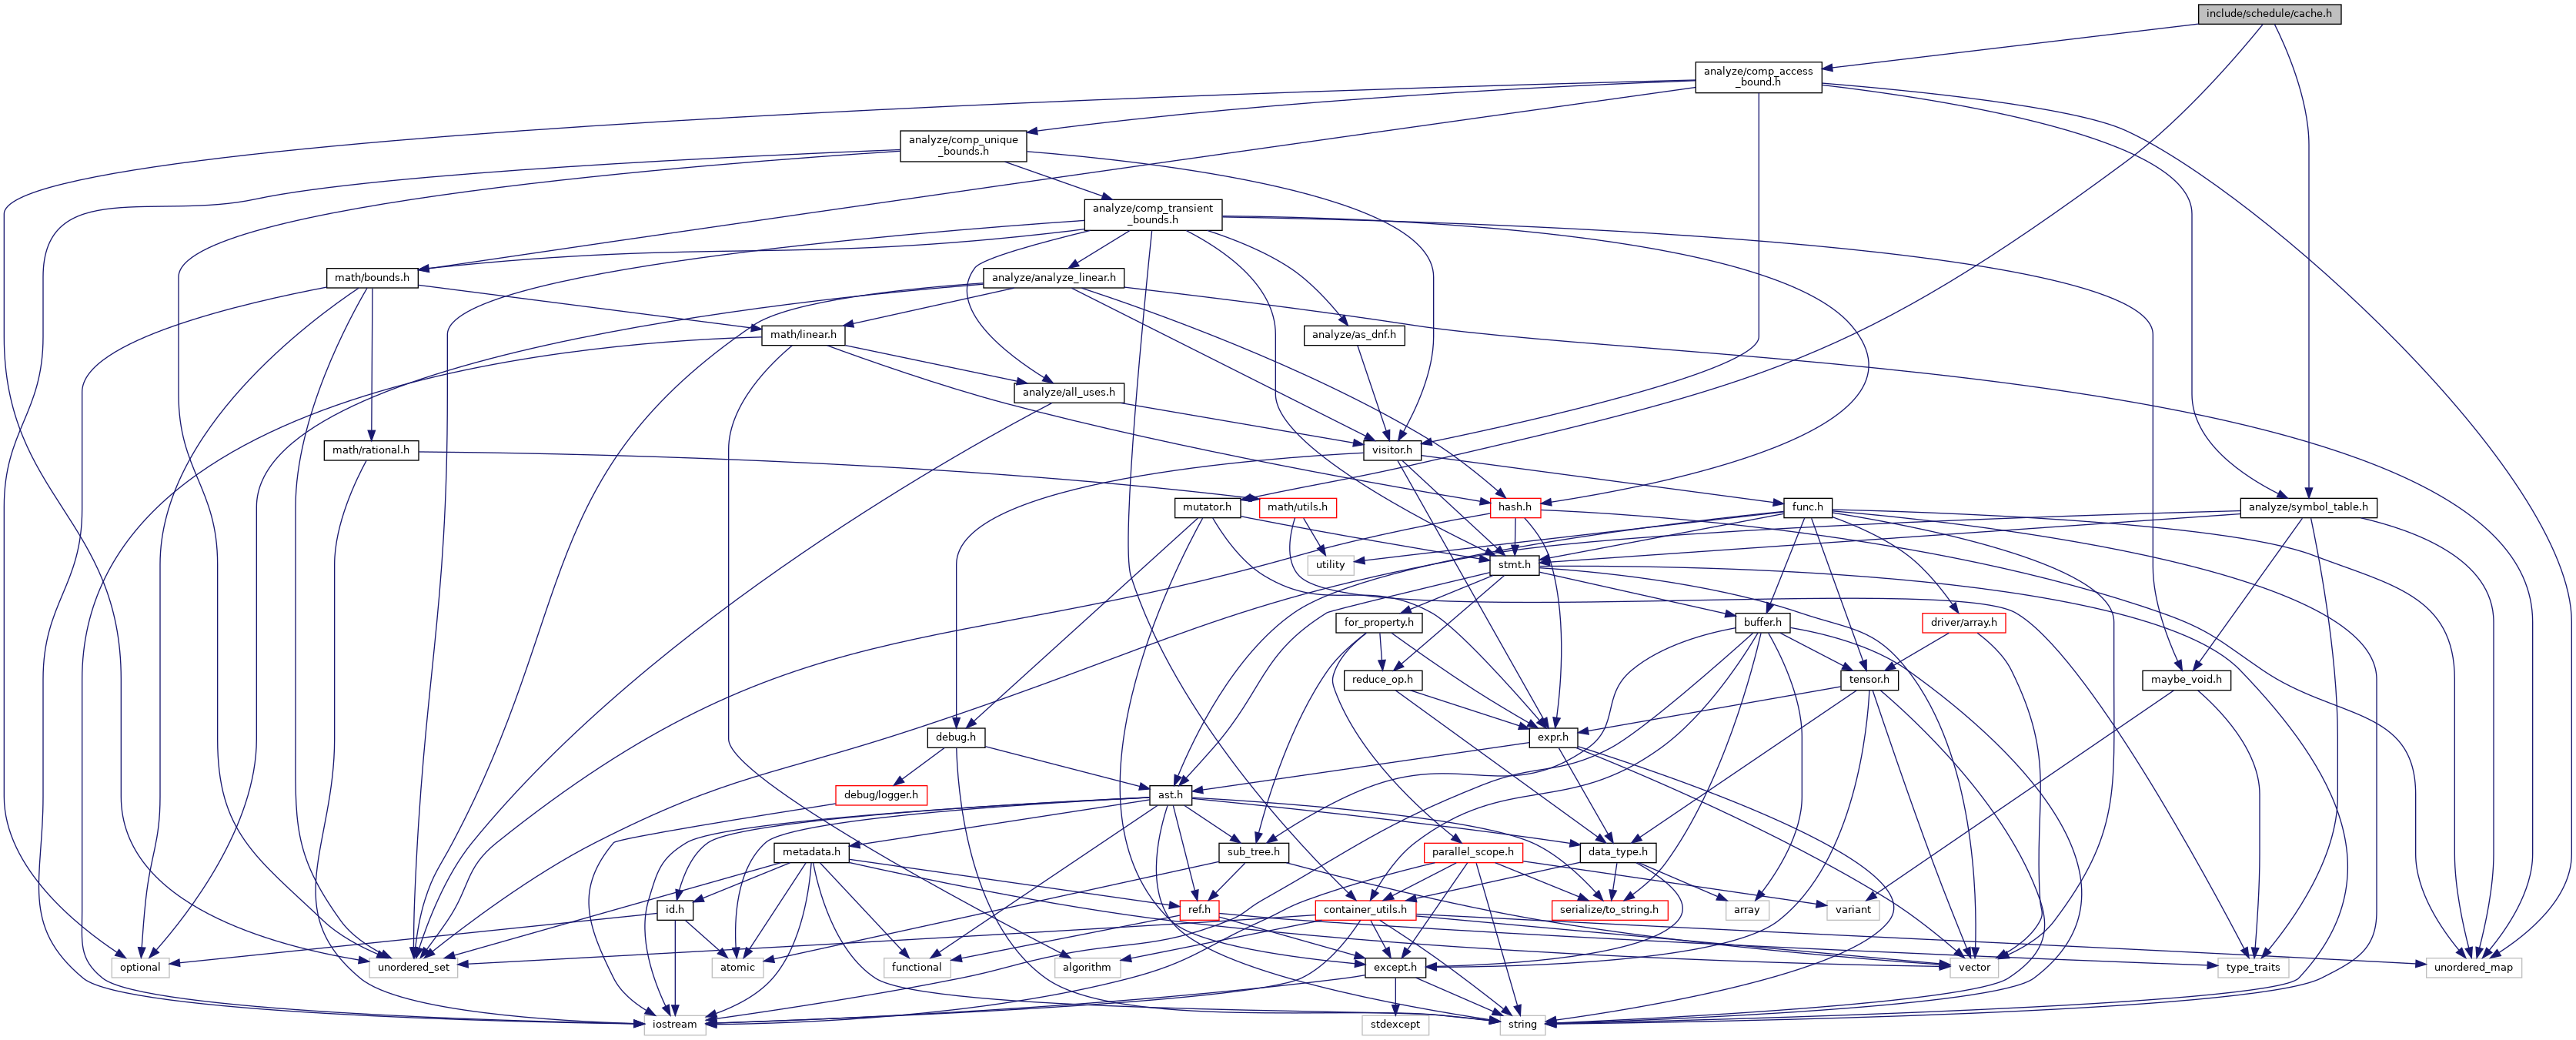 include/schedule/cache.h
analyze/comp_access
_bound.h
analyze/comp_unique
_bounds.h
analyze/comp_transient
_bounds.h
math/bounds.h
analyze/analyze_linear.h
math/linear.h
analyze/as_dnf.h
analyze/all_uses.h
math/rational.h
visitor.h
mutator.h
math/utils.h
hash.h
func.h
analyze/symbol_table.h
utility
stmt.h
for_property.h
buffer.h
driver/array.h
reduce_op.h
tensor.h
maybe_void.h
debug.h
expr.h
debug/logger.h
ast.h
metadata.h
sub_tree.h
parallel_scope.h
data_type.h
id.h
ref.h
container_utils.h
serialize/to_string.h
array
variant
optional
unordered_set
atomic
functional
algorithm
except.h
vector
type_traits
unordered_map
iostream
stdexcept
string